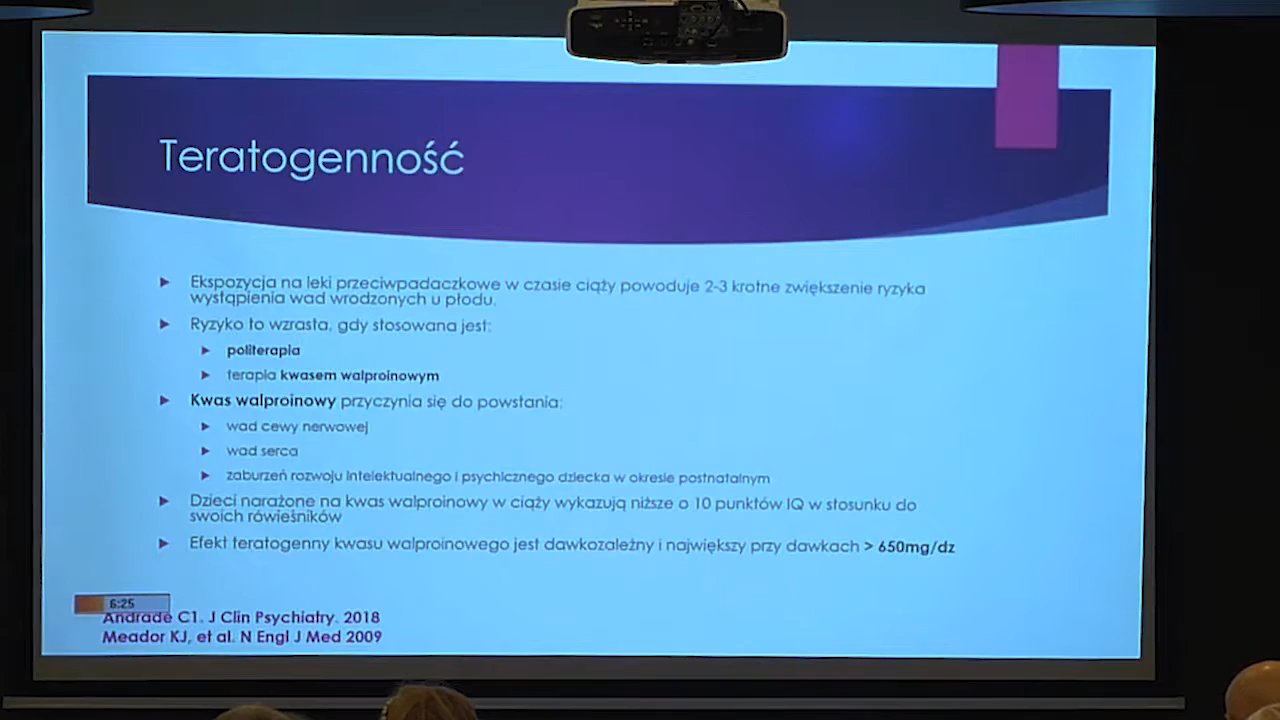 Teratogenność
Ekspozycja na leki przeciwpadaczkowe w czasie ciąży powoduje 2-3 krotne zwiększenie ryzyka
wystąpienia wad wrodzonych u płodu.
Ryzyko to wzrasta, gdy stosowana jest:
politerapia
terapia kwasem walproinowym
Kwas walproinowy przyczynia się do powstania:
wad cewy nerwowej
wad serca
zaburzeń rozwoju intelektualnego i psychicznego dziecka w okresie postnatalnym
Dzieci narażone na kwas walproinowy w ciąży wykazują niższe o 10 punktów IQ w stosunku do
swoich rówieśników
Efekt teratogenny kwasu walproinowego jest dawkozależny i największy przy dawkach > 650mg/dz
6:25
Andrade C1. J Clin Psychiatry. 2018
Meador KJ, et al. N Engl J Med 2009